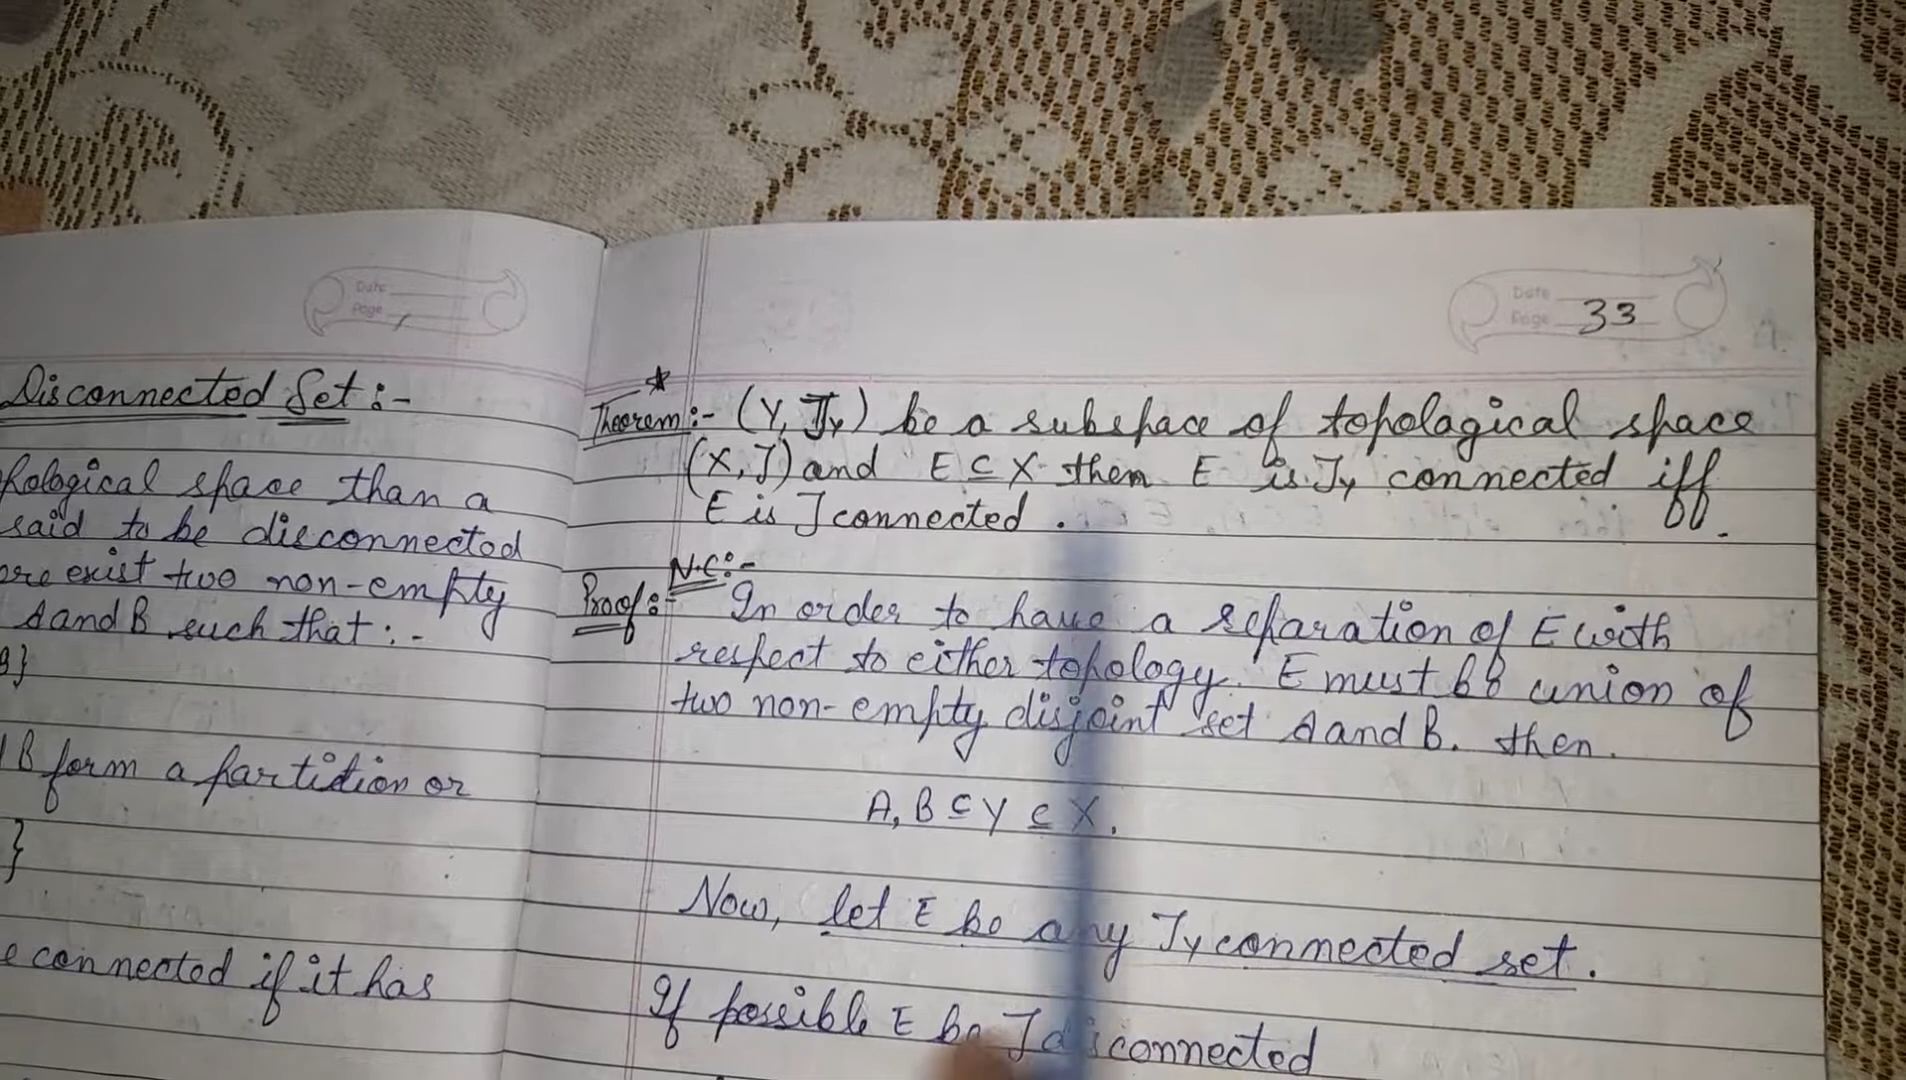 Date
Page
Disconnected Set :-
pological space than a
said to be disconnected
ere exist two non-empty
A and B such that :-
B}
B form a partition or
}
e connected if it has
Date
Page 33
Theorem :- (Y, J_Y) be a subspace of topological space
(X, J) and E ⊆ X then E is J_Y connected iff
E is J connected .
N.C :-
Proof :- In order to have a separation of E with
respect to either topology. E must be union of
two non-empty disjoint set A and B. then.
A, B ⊆ Y ⊆ X.
Now, let E be any J_Y connected set.
If possible E be J disconnected